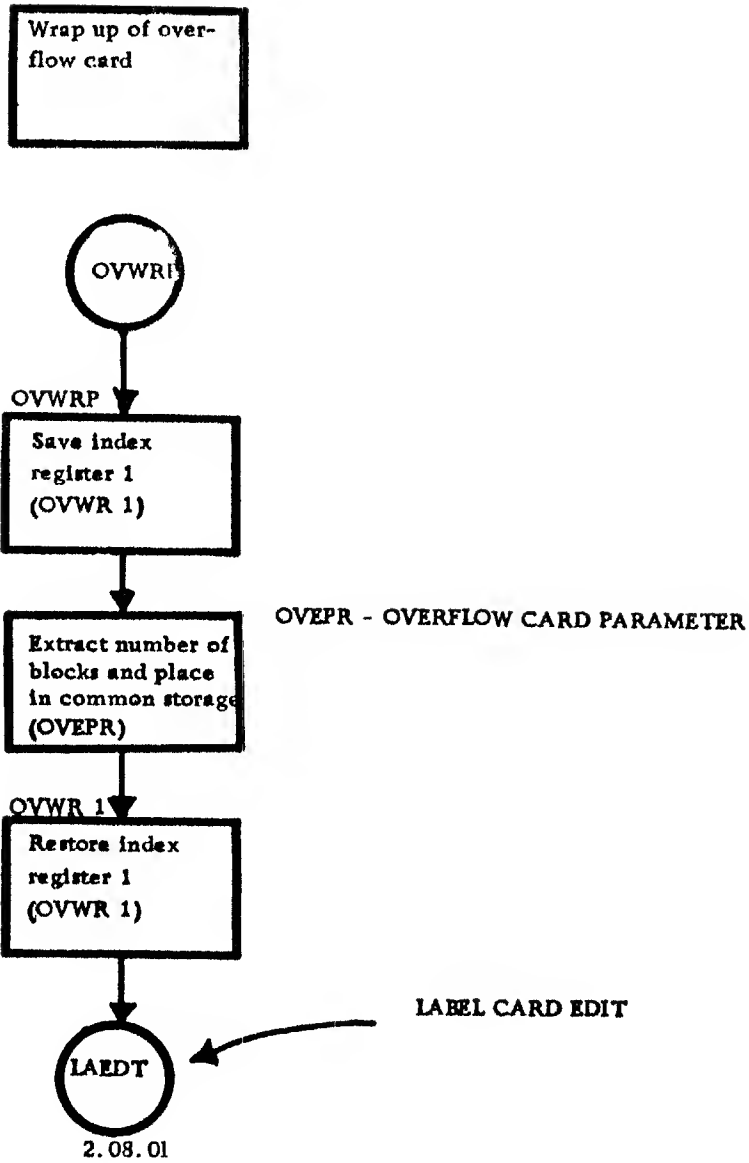 Wrap up of over-
flow card
OVWRP
OVWRP
Save index
register 1
(OVWR 1)
Extract number of
blocks and place
in common storage
(OVEPR)
OVEPR - OVERFLOW CARD PARAMETER
OVWR 1
Restore index
register 1
(OVWR 1)
LABEL CARD EDIT
LAEDT
2.08.01